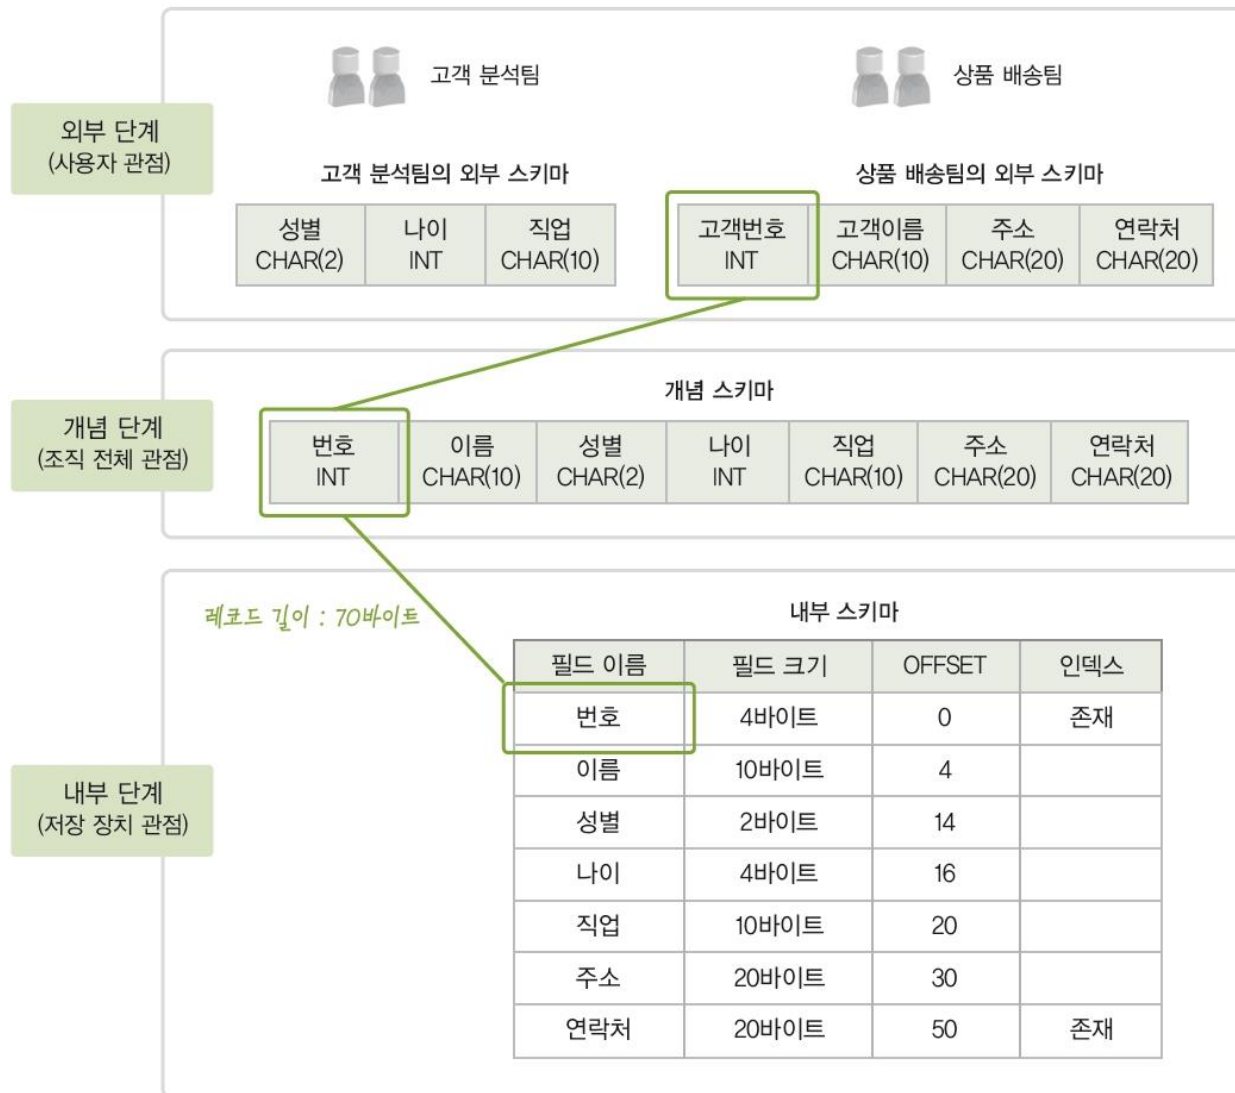 고객 분석팀
상품 배송팀
외부 단계
(사용자 관점)
고객 분석팀의 외부 스키마
상품 배송팀의 외부 스키마
성별 나이 직업
CHAR(2) INT CHAR(10)
고객번호 고객이름 주소 연락처
INT CHAR(10) CHAR(20) CHAR(20)
개념 스키마
개념 단계
(조직 전체 관점)
번호 이름 성별 나이 직업 주소 연락처
INT CHAR(10) CHAR(2) INT CHAR(10) CHAR(20) CHAR(20)
레코드 길이 : 70바이트
내부 스키마
내부 단계
(저장 장치 관점)
필드 이름 필드 크기 OFFSET 인덱스
번호 4바이트 0 존재
이름 10바이트 4
성별 2바이트 14
나이 4바이트 16
직업 10바이트 20
주소 20바이트 30
연락처 20바이트 50 존재